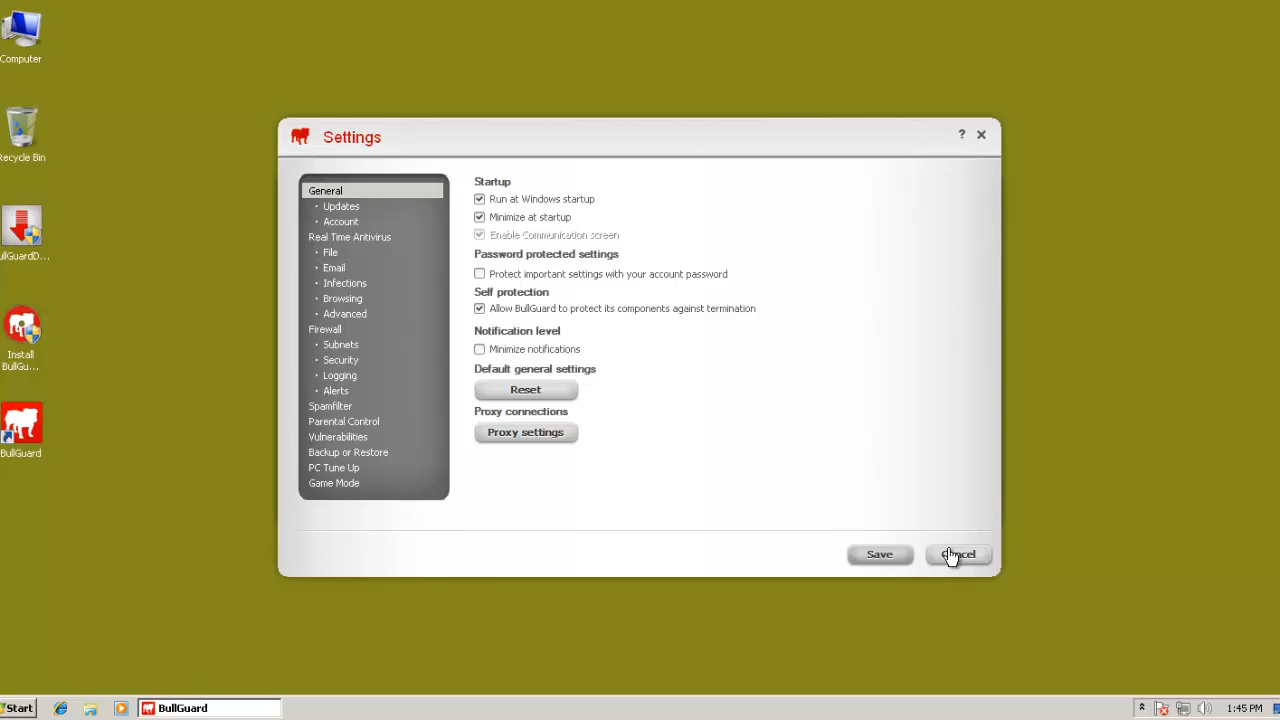 Computer
Recycle Bin
ullGuardD...
Install
BullGu...
BullGuard
Settings
?
General
Updates
Account
Real Time Antivirus
File
Email
Infections
Browsing
Advanced
Firewall
Subnets
Security
Logging
Alerts
Spamfilter
Parental Control
Vulnerabilities
Backup or Restore
PC Tune Up
Game Mode
Startup
Run at Windows startup
Minimize at startup
Enable Communication screen
Password protected settings
Protect important settings with your account password
Self protection
Allow BullGuard to protect its components against termination
Notification level
Minimize notifications
Default general settings
Reset
Proxy connections
Proxy settings
Save
Cancel
Start
BullGuard
1:45 PM